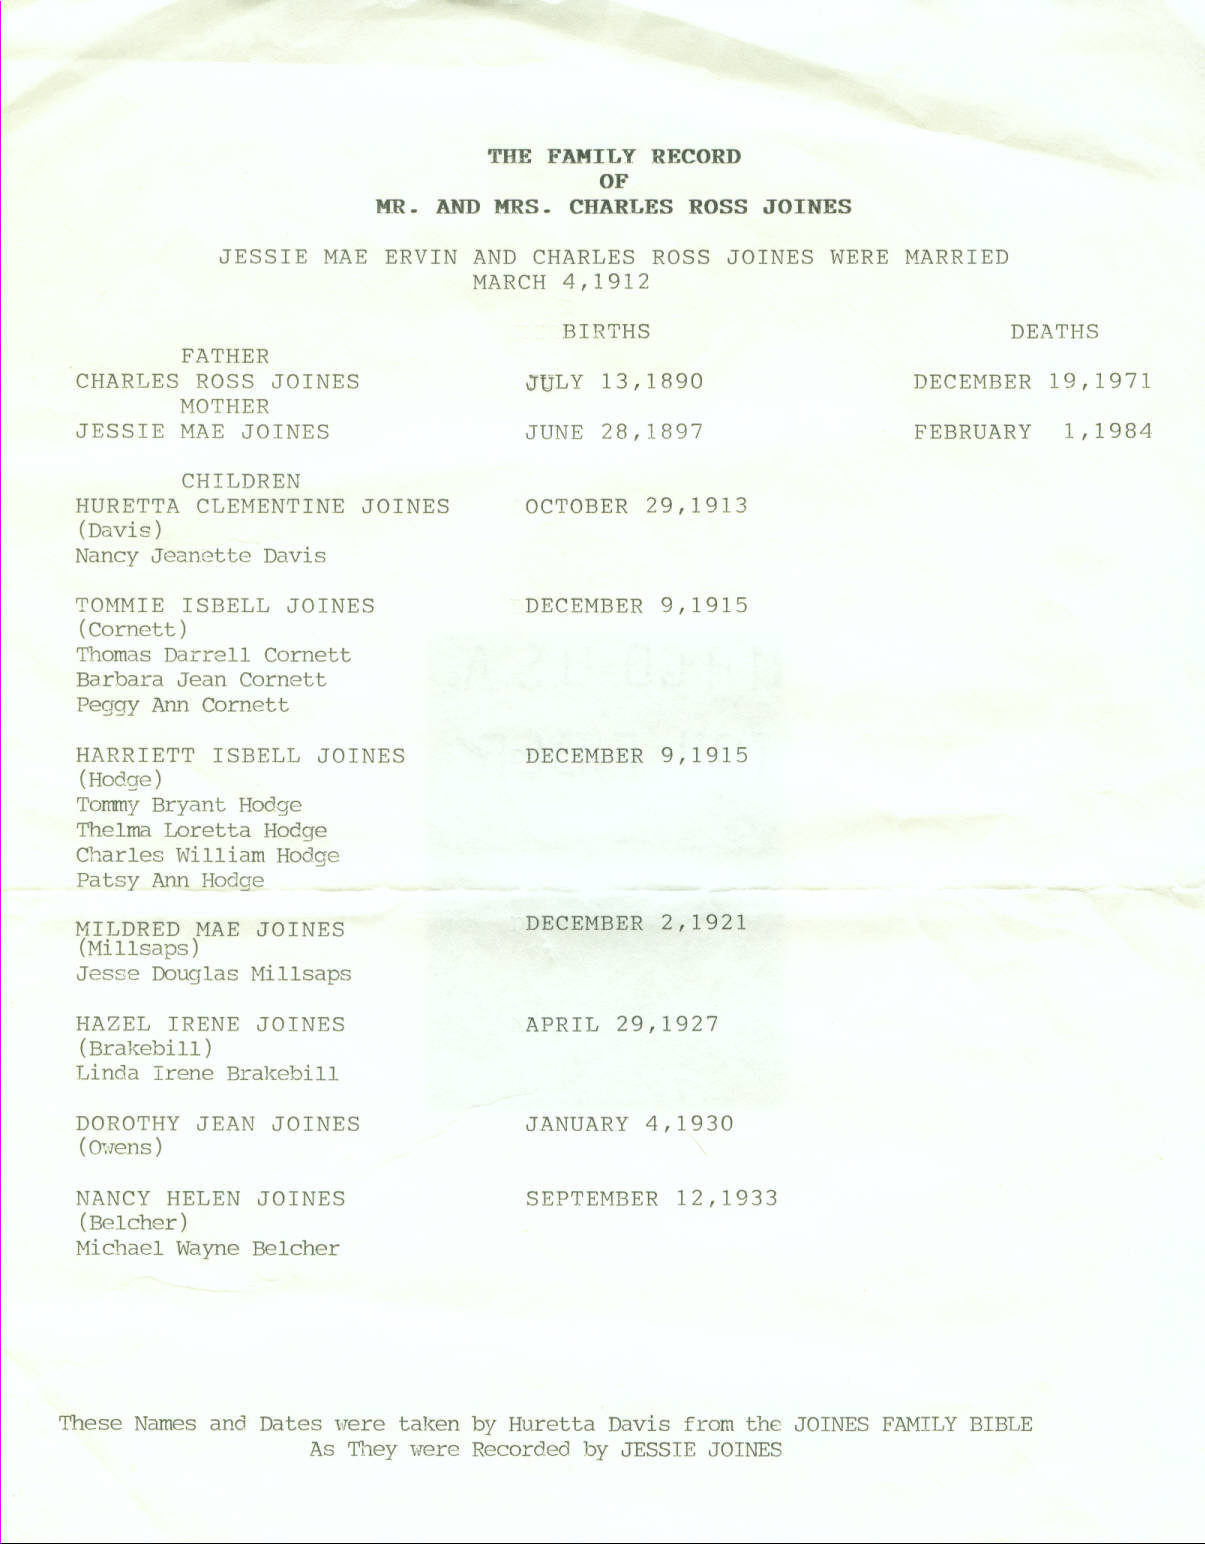 THE FAMILY RECORD
OF
MR. AND MRS. CHARLES ROSS JOINES
JESSIE MAE ERVIN AND CHARLES ROSS JOINES WERE MARRIED
MARCH 4,1912
BIRTHS DEATHS
FATHER
CHARLES ROSS JOINES JULY 13,1890 DECEMBER 19,1971
MOTHER
JESSIE MAE JOINES JUNE 28,1897 FEBRUARY 1,1984
CHILDREN
HURETTA CLEMENTINE JOINES OCTOBER 29,1913
(Davis)
Nancy Jeanette Davis
TOMMIE ISBELL JOINES DECEMBER 9,1915
(Cornett)
Thomas Darrell Cornett
Barbara Jean Cornett
Peggy Ann Cornett
HARRIETT ISBELL JOINES DECEMBER 9,1915
(Hodge)
Tommy Bryant Hodge
Thelma Loretta Hodge
Charles William Hodge
Patsy Ann Hodge
MILDRED MAE JOINES DECEMBER 2,1921
(Millsaps)
Jesse Douglas Millsaps
HAZEL IRENE JOINES APRIL 29,1927
(Brakebill)
Linda Irene Brakebill
DOROTHY JEAN JOINES JANUARY 4,1930
(Owens)
NANCY HELEN JOINES SEPTEMBER 12,1933
(Belcher)
Michael Wayne Belcher
These Names and Dates were taken by Huretta Davis from the JOINES FAMILY BIBLE
As They were Recorded by JESSIE JOINES